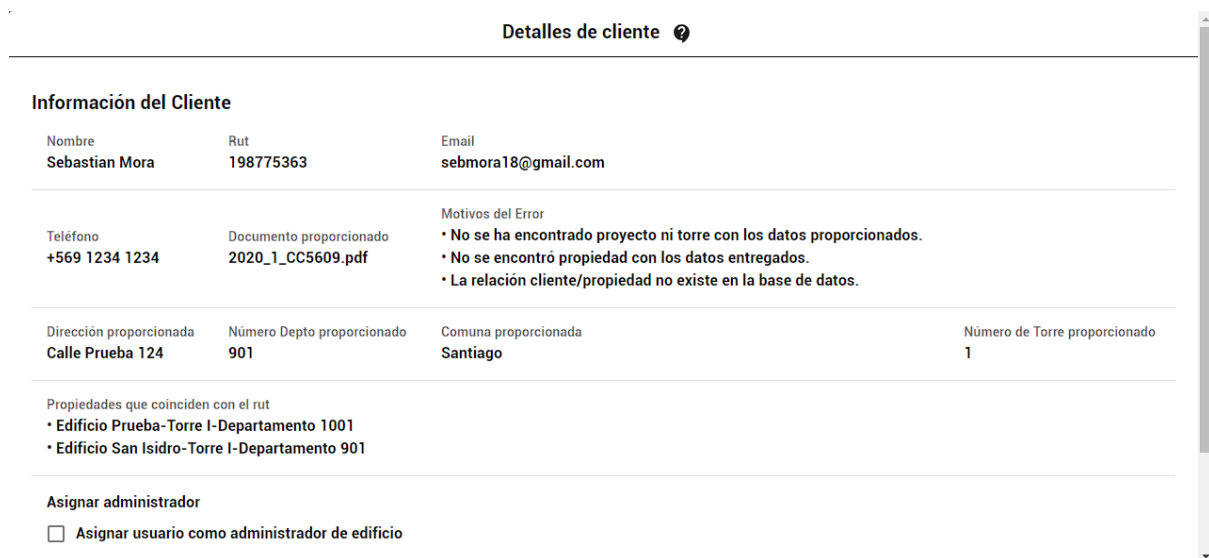 Detalles de cliente
Información del Cliente
Nombre Rut Email
Sebastian Mora 198775363 sebmora18@gmail.com
Motivos del Error
Teléfono Documento proporcionado • No se ha encontrado proyecto ni torre con los datos proporcionados.
+569 1234 1234 2020_1_CC5609.pdf • No se encontró propiedad con los datos entregados.
• La relación cliente/propiedad no existe en la base de datos.
Dirección proporcionada Número Depto proporcionado Comuna proporcionada Número de Torre proporcionado
Calle Prueba 124 901 Santiago 1
Propiedades que coinciden con el rut
• Edificio Prueba-Torre I-Departamento 1001
• Edificio San Isidro-Torre I-Departamento 901
Asignar administrador
Asignar usuario como administrador de edificio